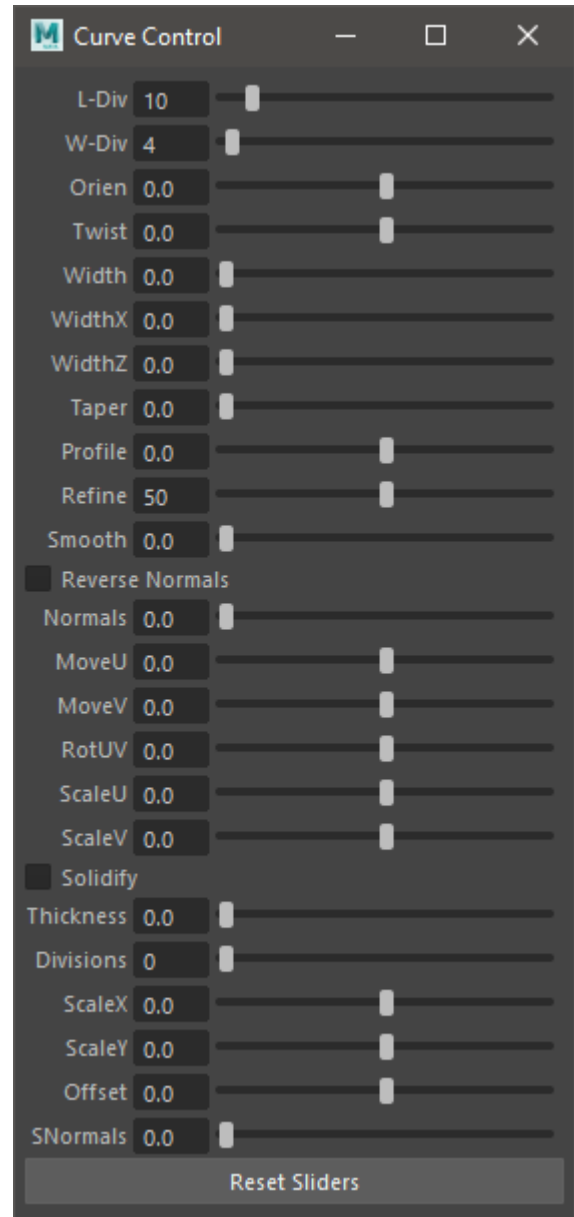 Curve Control
L-Div 10
W-Div 4
Orien 0.0
Twist 0.0
Width 0.0
WidthX 0.0
WidthZ 0.0
Taper 0.0
Profile 0.0
Refine 50
Smooth 0.0
Reverse Normals
Normals 0.0
MoveU 0.0
MoveV 0.0
RotUV 0.0
ScaleU 0.0
ScaleV 0.0
Solidify
Thickness 0.0
Divisions 0
ScaleX 0.0
ScaleY 0.0
Offset 0.0
SNormals 0.0
Reset Sliders